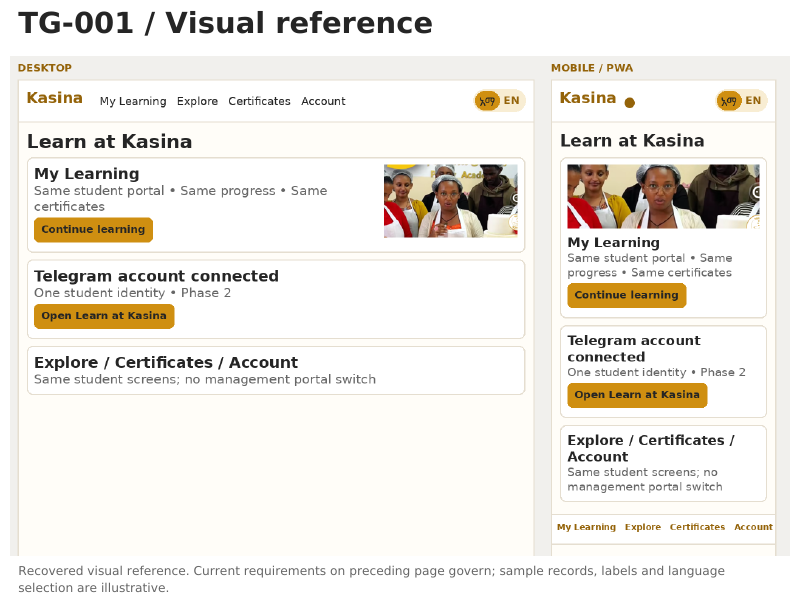 TG-001 / Visual reference
DESKTOP
Kasina My Learning Explore Certificates Account አማ EN
Learn at Kasina
My Learning
Same student portal • Same progress • Same
certificates
Continue learning
Telegram account connected
One student identity • Phase 2
Open Learn at Kasina
Explore / Certificates / Account
Same student screens; no management portal switch
MOBILE / PWA
Kasina አማ EN
Learn at Kasina
My Learning
Same student portal • Same
progress • Same certificates
Continue learning
Telegram account
connected
One student identity • Phase 2
Open Learn at Kasina
Explore / Certificates /
Account
Same student screens; no
management portal switch
My Learning Explore Certificates Account
Recovered visual reference. Current requirements on preceding page govern; sample records, labels and language
selection are illustrative.